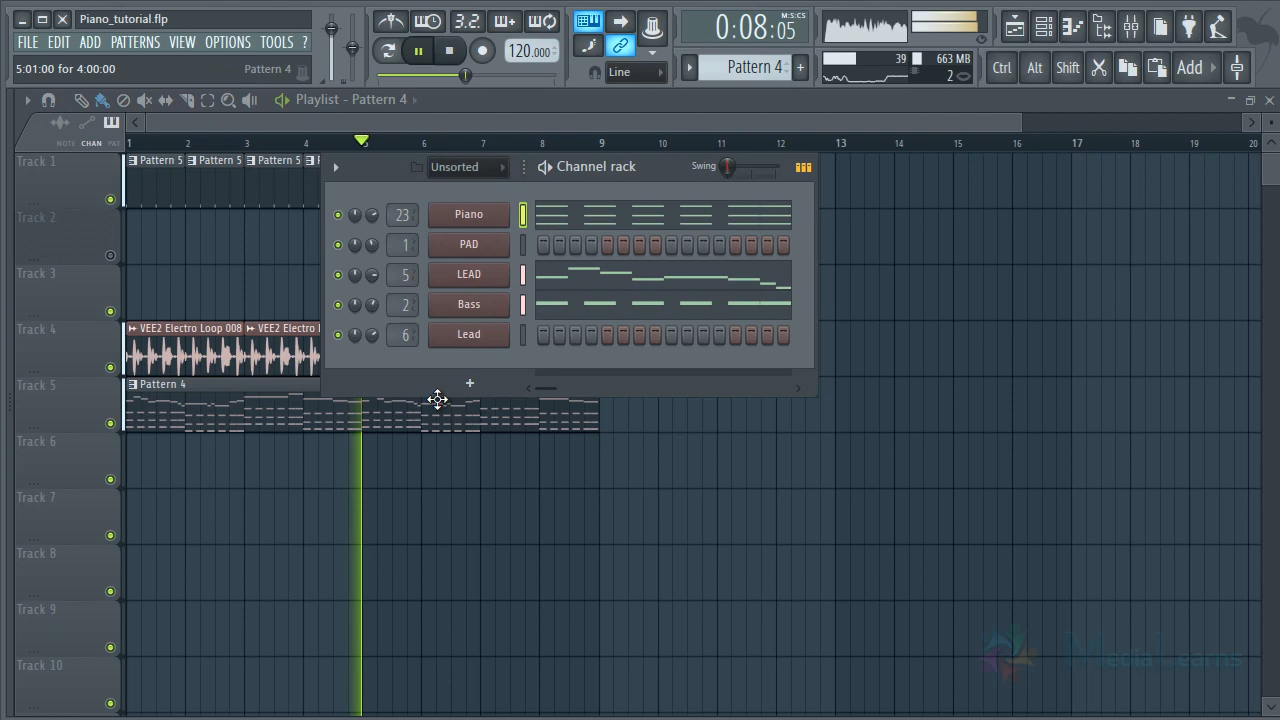 Piano_tutorial.flp
FILE EDIT ADD PATTERNS VIEW OPTIONS TOOLS ?
5:01:00 for 4:00:00 Pattern 4
3.2.
120.000
Line
0:08:05
M:S:CS
Pattern 4
39
663 MB
2
Ctrl Alt Shift
Add
Playlist - Pattern 4
NOTE CHAN PAT
1 2 3 4 5 6 7 8 9 10 11 12 13 14 15 16 17 18 19 20
Track 1
Pattern 5 Pattern 5 Pattern 5
Track 2
Track 3
Track 4
VEE2 Electro Loop 008 VEE2 Electro
Track 5
Pattern 4
Track 6
Track 7
Track 8
Track 9
Track 10
Unsorted
Channel rack
Swing
23 Piano
1 PAD
5 LEAD
2 Bass
6 Lead
+
MediaLearns